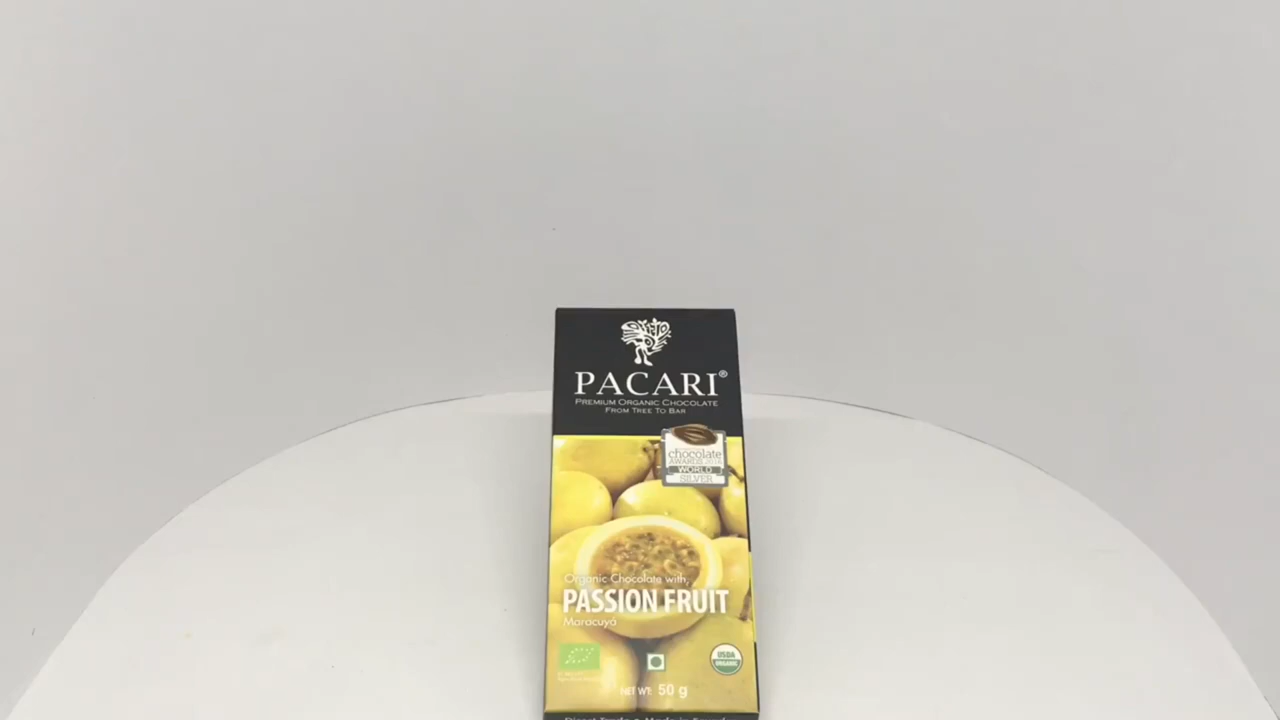 PACARI®
PREMIUM ORGANIC CHOCOLATE
FROM TREE TO BAR
chocolate
AWARDS
WORLD
SILVER
Organic Chocolate with,
PASSION FRUIT
Maracuyá
USDA
ORGANIC
NET WT: 50 g